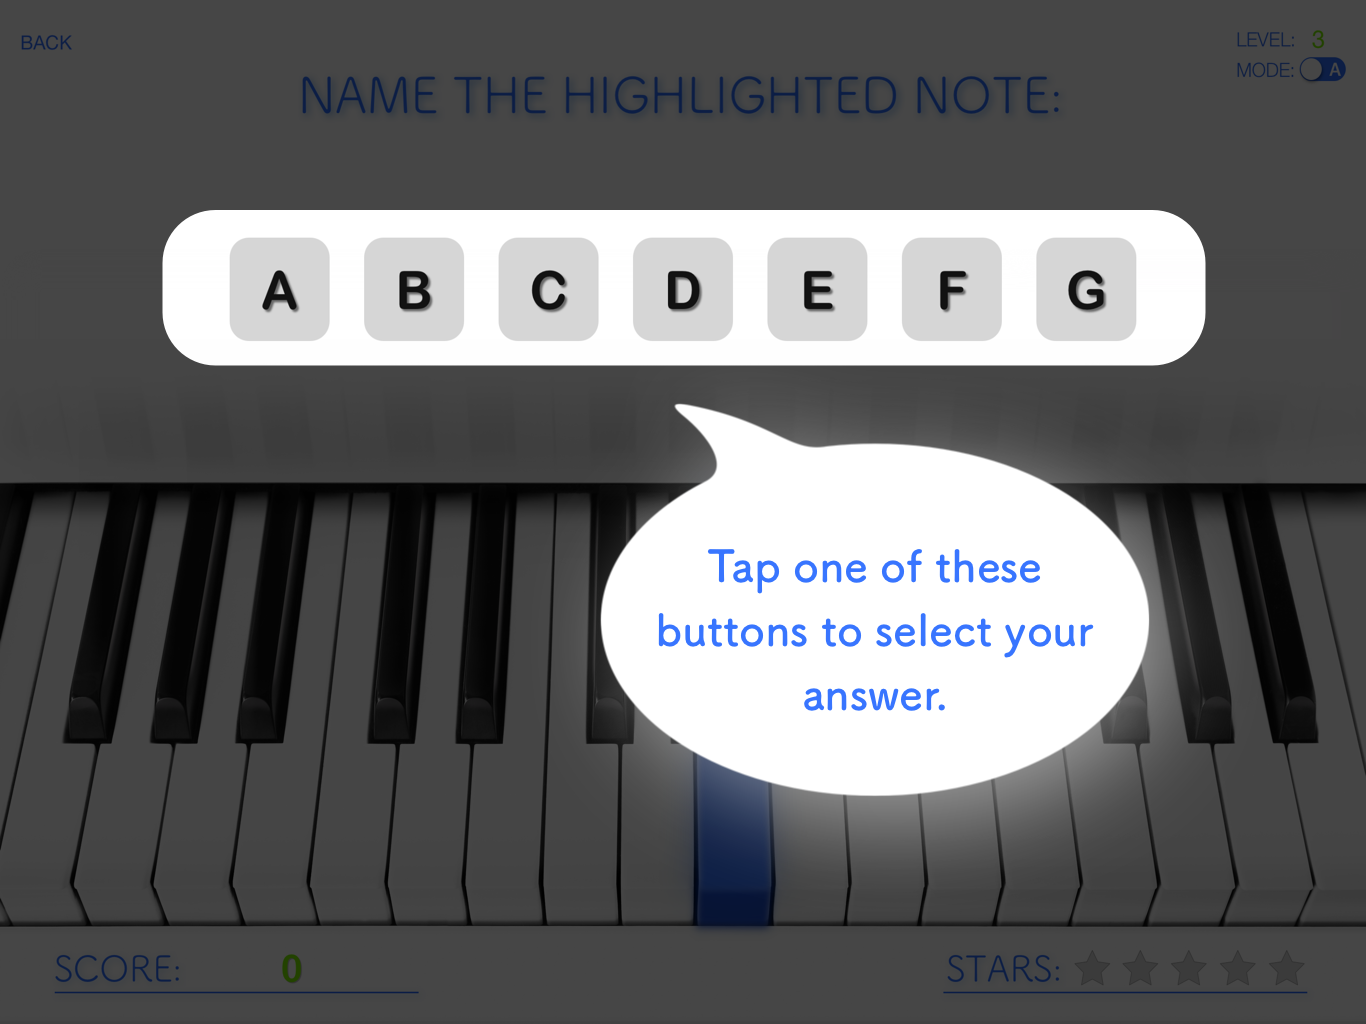 BACK
LEVEL: 3
MODE: A
NAME THE HIGHLIGHTED NOTE:
A B C D E F G
Tap one of these
buttons to select your
answer.
SCORE: 0
STARS: